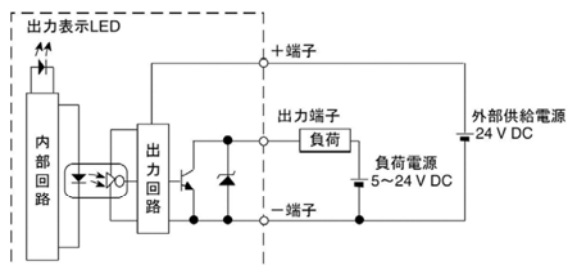 出力表示LED
+端子
出力端子
負荷
外部供給電源
24 V DC
内部回路
出力回路
負荷電源
5～24 V DC
−端子